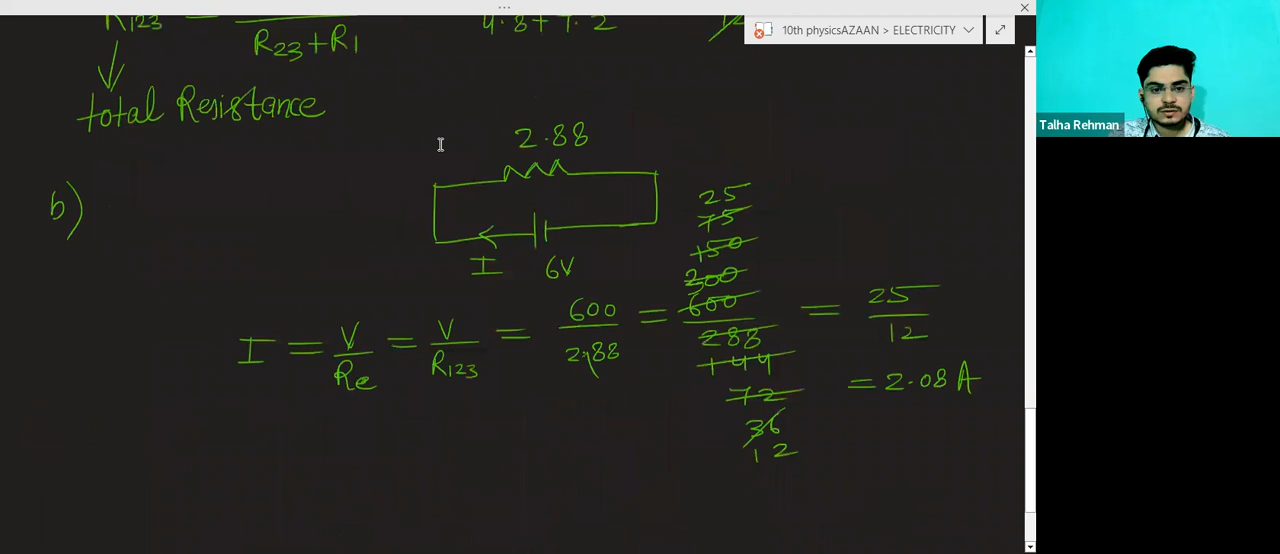 R123 = / R23+R1 4.8+7.2 12
10th physicsAZAAN > ELECTRICITY
total Resistance
Talha Rehman
2.88
b)
I 6V
25
75
150
300
I = V/Re = V/R123 = 600/2.88 = 600/288 = 25/12
144
= 2.08 A
72
36
12